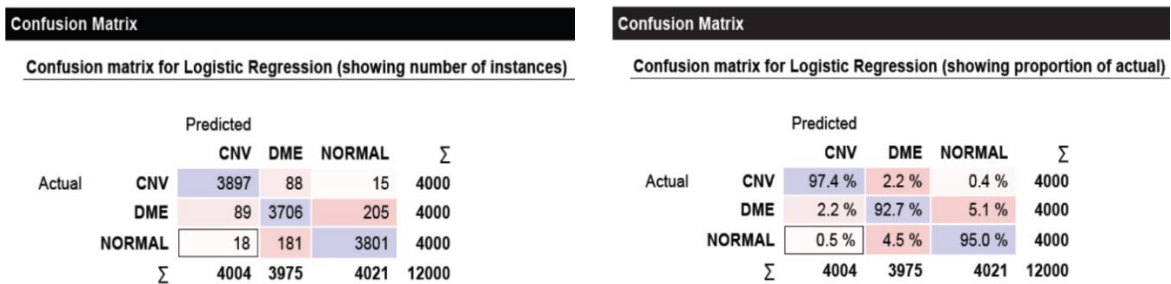 Confusion Matrix
Confusion matrix for Logistic Regression (showing number of instances)
Predicted
CNV DME NORMAL Σ
Actual CNV 3897 88 15 4000
DME 89 3706 205 4000
NORMAL 18 181 3801 4000
Σ 4004 3975 4021 12000
Confusion Matrix
Confusion matrix for Logistic Regression (showing proportion of actual)
Predicted
CNV DME NORMAL Σ
Actual CNV 97.4 % 2.2 % 0.4 % 4000
DME 2.2 % 92.7 % 5.1 % 4000
NORMAL 0.5 % 4.5 % 95.0 % 4000
Σ 4004 3975 4021 12000